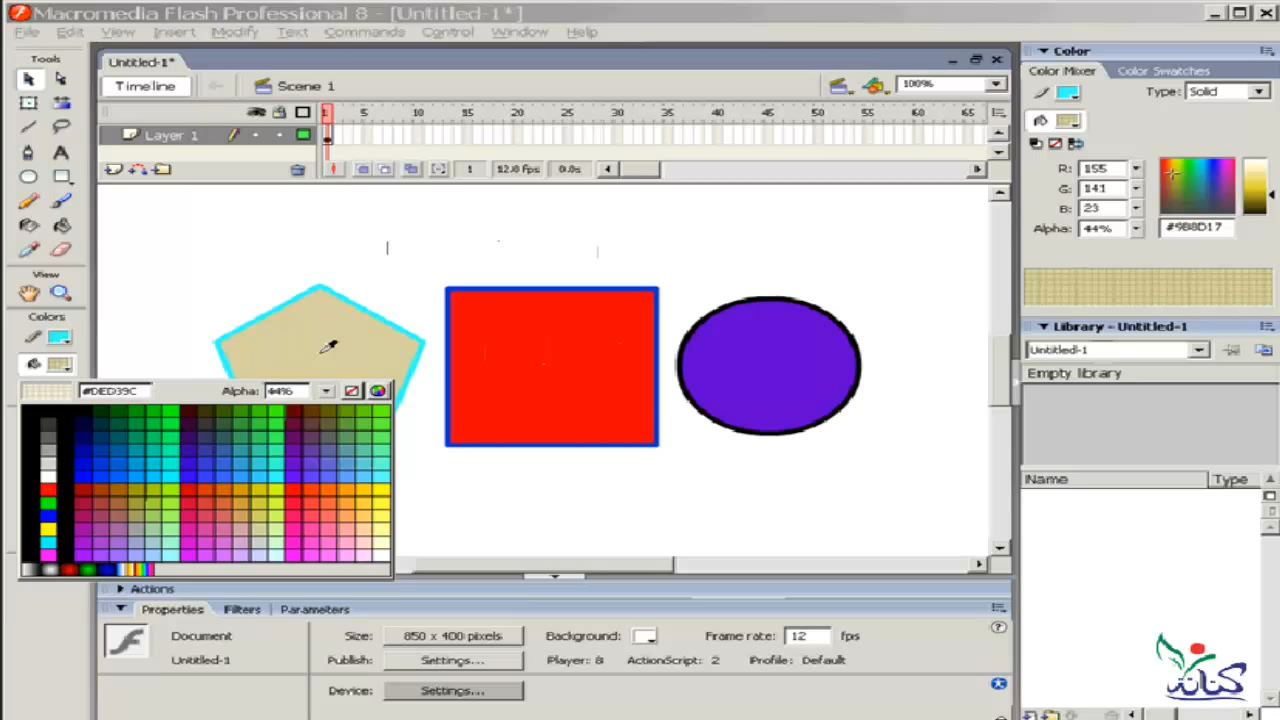 Macromedia Flash Professional 8 - [Untitled-1*]
File Edit View Insert Modify Text Commands Control Window Help
Tools
View
Colors
Untitled-1*
Timeline
Scene 1
100%
1 5 10 15 20 25 30 35 40 45 50 55 60 65
Layer 1
1 12.0 fps 0.0s
#DED39C Alpha: 44%
Actions
Properties Filters Parameters
Document
Untitled-1
Size: 850 x 400 pixels Background: Frame rate: 12 fps
Publish: Settings... Player: 8 ActionScript: 2 Profile: Default
Device: Settings...
Color
Color Mixer Color Swatches
Type: Solid
R: 155
G: 141
B: 23
Alpha: 44% #9B8D17
Library - Untitled-1
Untitled-1
Empty library
Name Type
كنانة